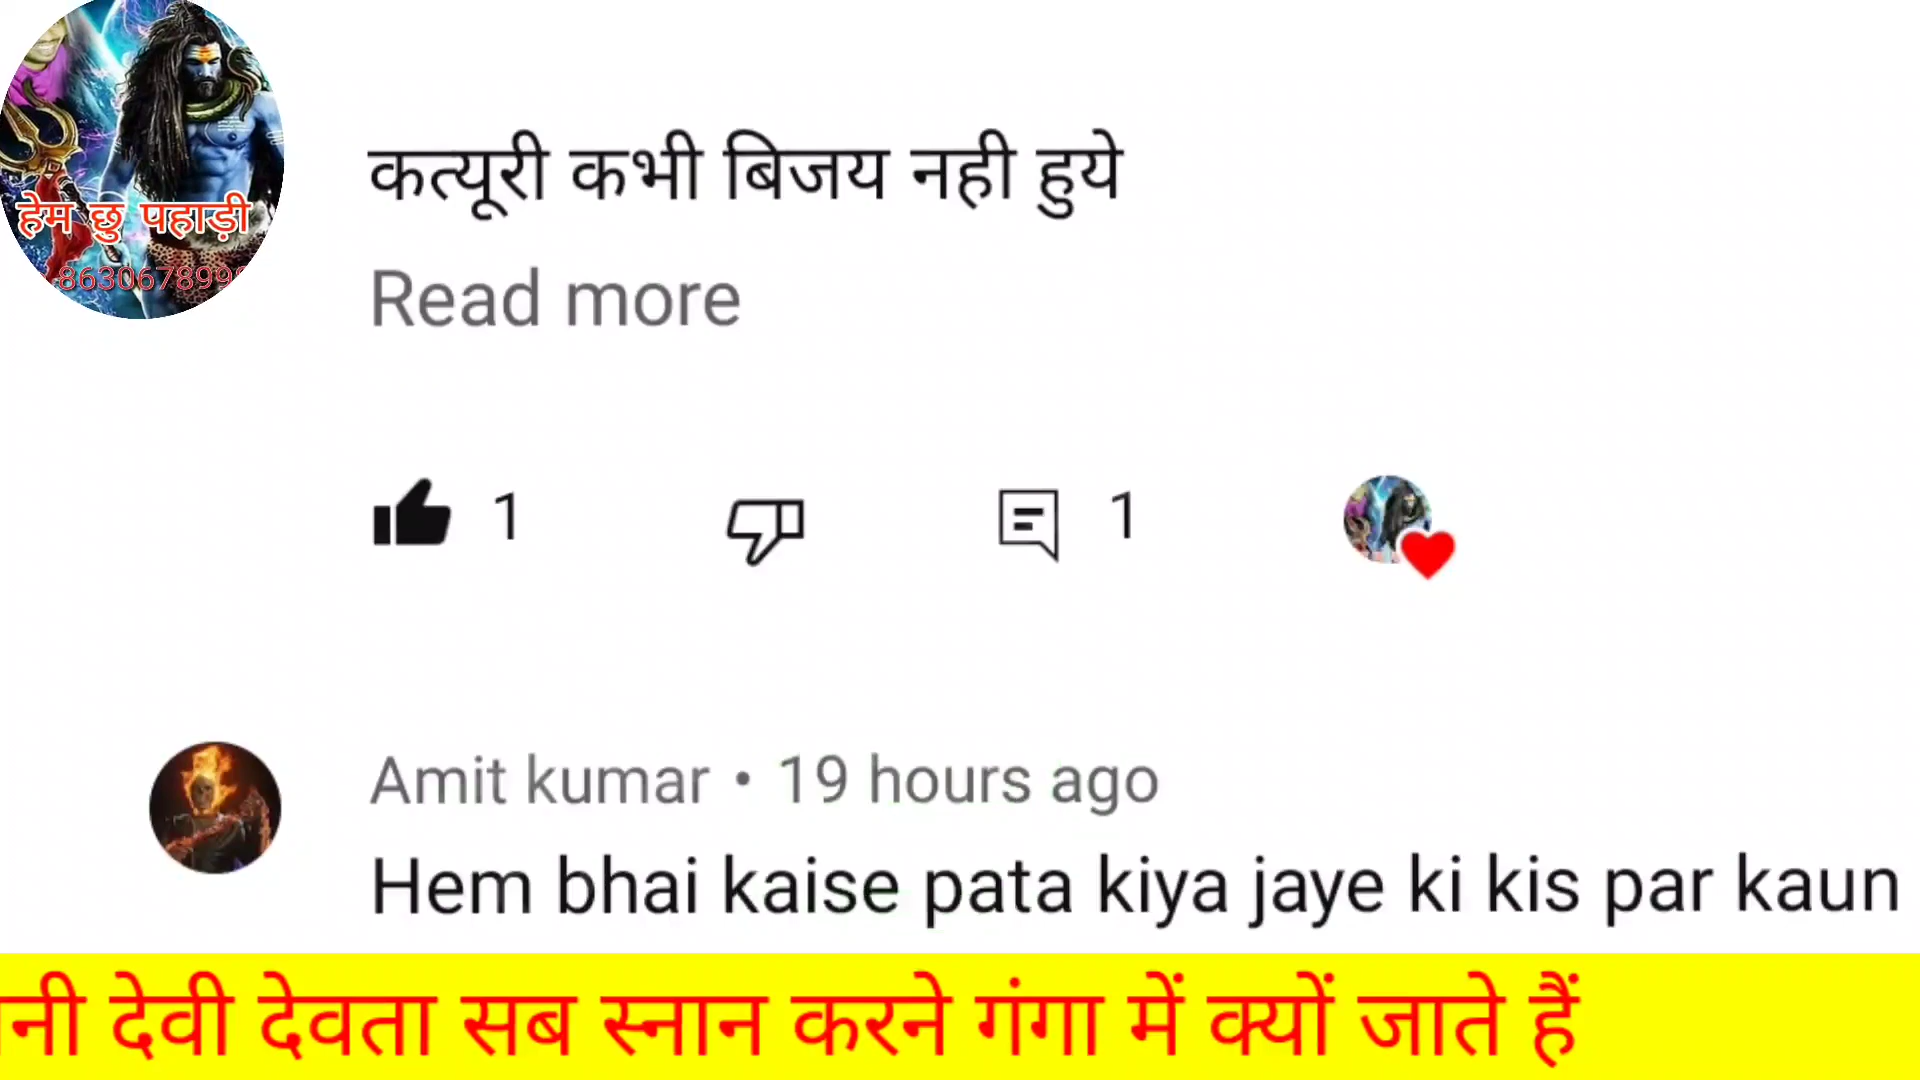 हेम छु पहाड़ी
कत्यूरी कभी बिजय नही हुये
Read more
1
1
Amit kumar • 19 hours ago
Hem bhai kaise pata kiya jaye ki kis par kaun
देवी देवता सब स्नान करने गंगा में क्यों जाते हैं